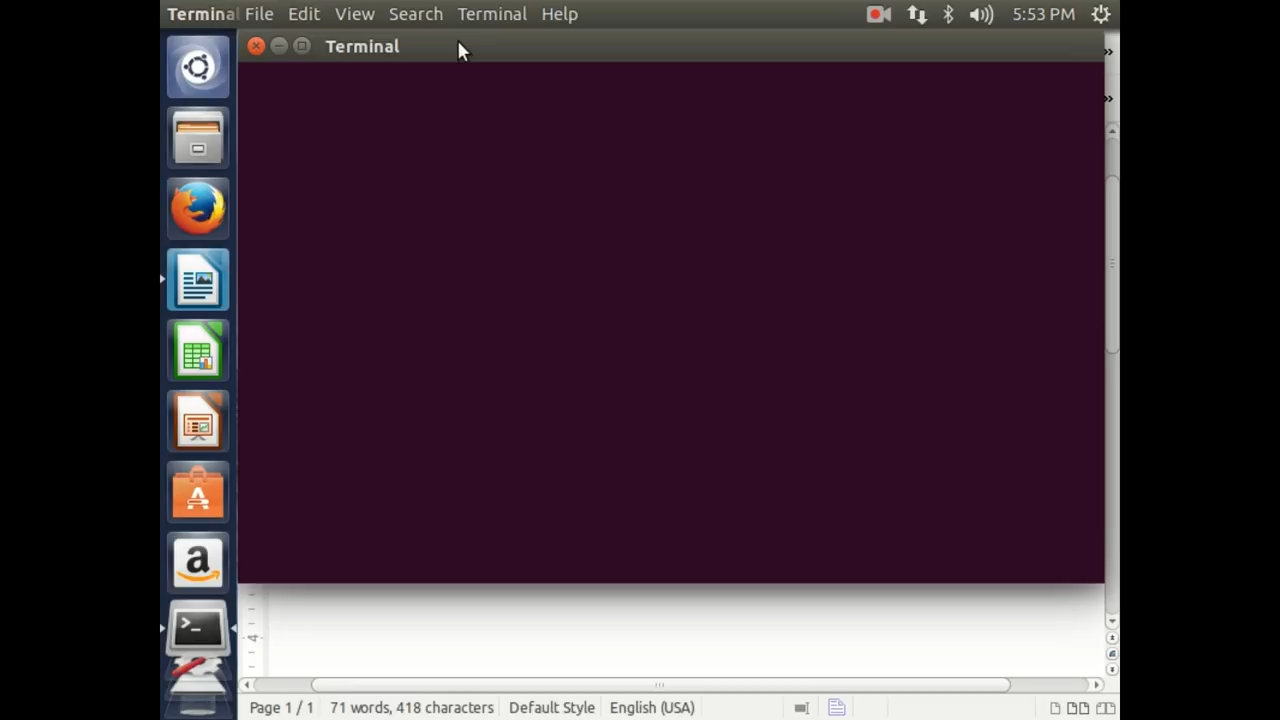 Terminal File Edit View Search Terminal Help 5:53 PM
Terminal
Page 1 / 1 71 words, 418 characters Default Style English (USA)